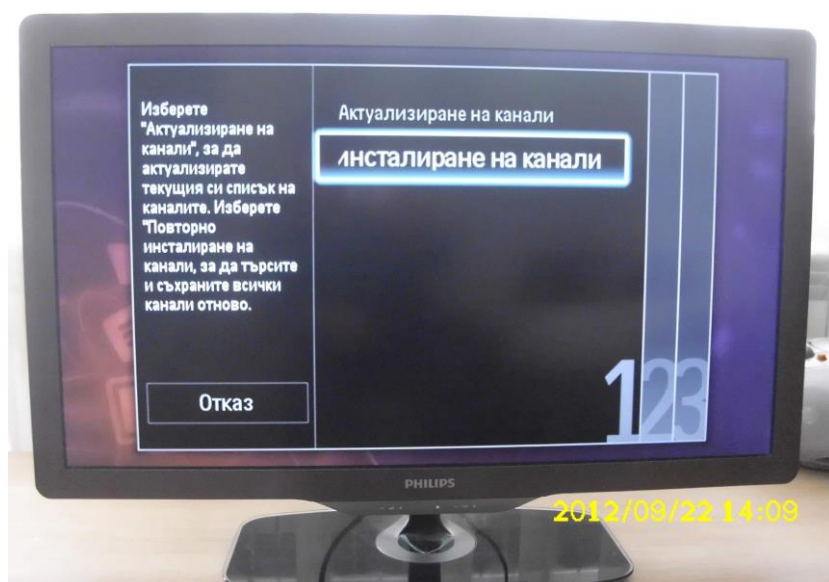 Изберете
"Актуализиране на
канали", за да
актуализирате
текущия си списък на
каналите. Изберете
"Повторно
инсталиране на
канали, за да търсите
и съхраните всички
канали отново.
Отказ
Актуализиране на канали
инсталиране на канали
123
PHILIPS
2012/09/22 14:09